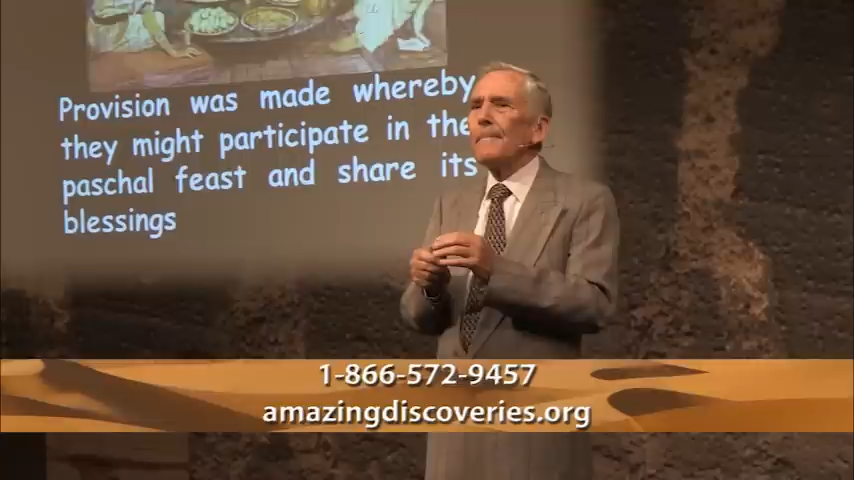 Provision was made whereby
they might participate in the
paschal feast and share its
blessings
1-866-572-9457
amazingdiscoveries.org